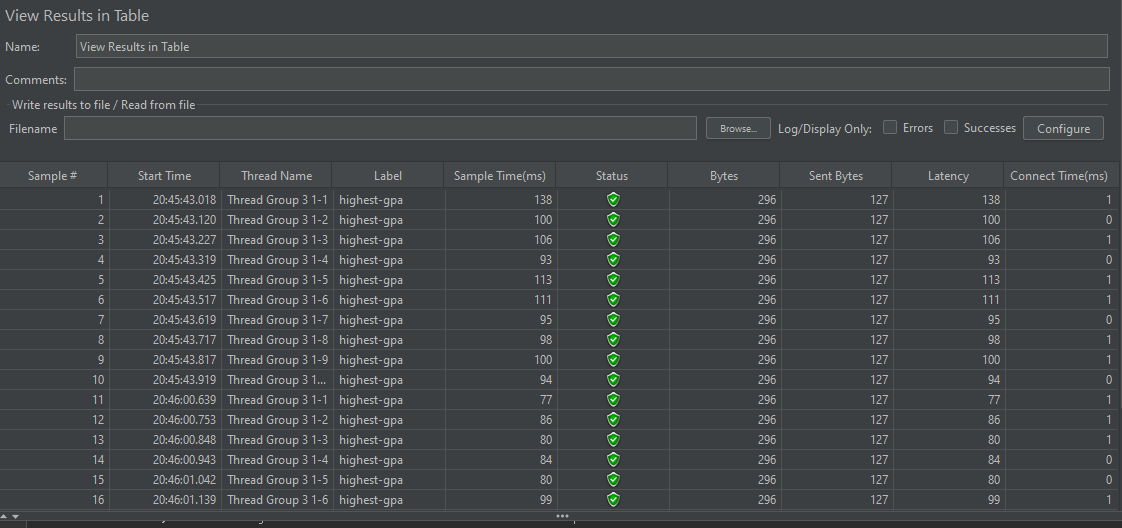 View Results in Table
Name: View Results in Table
Comments:
Write results to file / Read from file
Filename Browse... Log/Display Only: Errors Successes Configure
Sample # Start Time Thread Name Label Sample Time(ms) Status Bytes Sent Bytes Latency Connect Time(ms)
1 20:45:43.018 Thread Group 3 1-1 highest-gpa 138 296 127 138 1
2 20:45:43.120 Thread Group 3 1-2 highest-gpa 100 296 127 100 0
3 20:45:43.227 Thread Group 3 1-3 highest-gpa 106 296 127 106 1
4 20:45:43.319 Thread Group 3 1-4 highest-gpa 93 296 127 93 0
5 20:45:43.425 Thread Group 3 1-5 highest-gpa 113 296 127 113 1
6 20:45:43.517 Thread Group 3 1-6 highest-gpa 111 296 127 111 1
7 20:45:43.619 Thread Group 3 1-7 highest-gpa 95 296 127 95 0
8 20:45:43.717 Thread Group 3 1-8 highest-gpa 98 296 127 98 1
9 20:45:43.817 Thread Group 3 1-9 highest-gpa 100 296 127 100 1
10 20:45:43.919 Thread Group 3 1... highest-gpa 94 296 127 94 0
11 20:46:00.639 Thread Group 3 1-1 highest-gpa 77 296 127 77 1
12 20:46:00.753 Thread Group 3 1-2 highest-gpa 86 296 127 86 1
13 20:46:00.848 Thread Group 3 1-3 highest-gpa 80 296 127 80 1
14 20:46:00.943 Thread Group 3 1-4 highest-gpa 84 296 127 84 0
15 20:46:01.042 Thread Group 3 1-5 highest-gpa 80 296 127 80 0
16 20:46:01.139 Thread Group 3 1-6 highest-gpa 99 296 127 99 1